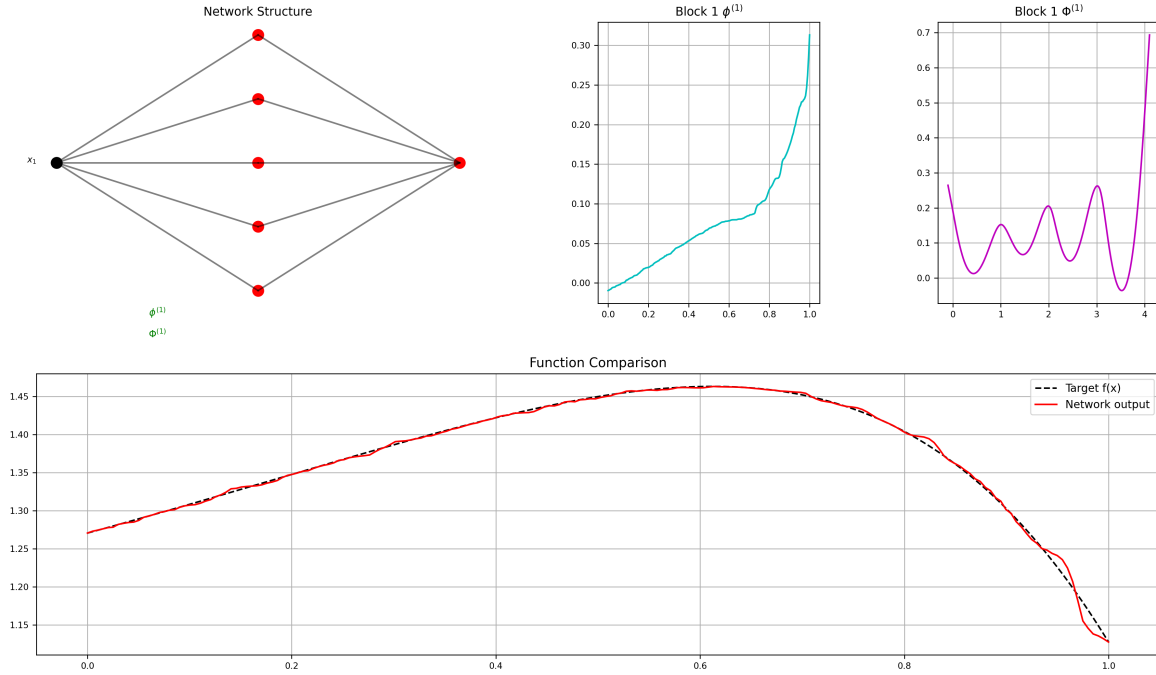 Network Structure
x₁
ϕ⁽¹⁾
Φ⁽¹⁾
Block 1 ϕ⁽¹⁾
0.30
0.25
0.20
0.15
0.10
0.05
0.00
0.0 0.2 0.4 0.6 0.8 1.0
Block 1 Φ⁽¹⁾
0.7
0.6
0.5
0.4
0.3
0.2
0.1
0.0
0 1 2 3 4
Function Comparison
Target f(x)
Network output
1.45
1.40
1.35
1.30
1.25
1.20
1.15
0.0 0.2 0.4 0.6 0.8 1.0